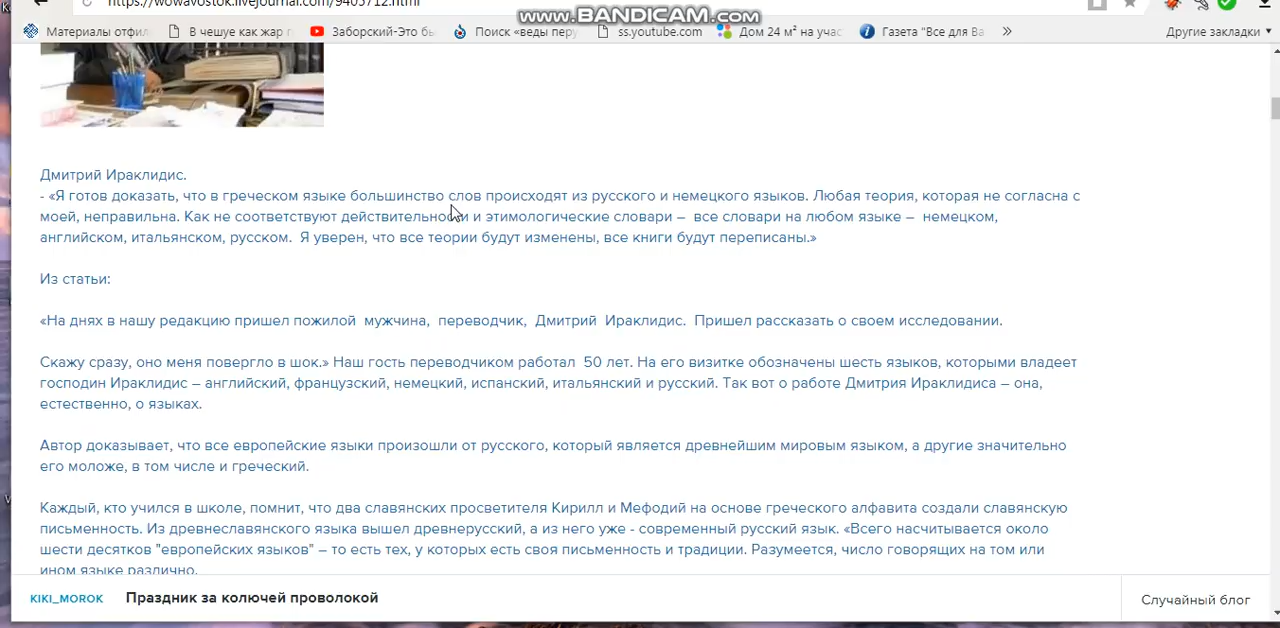 https://wowavostok.livejournal.com/9405712.html
www.BANDICAM.com
Материалы отфил
В чешуе как жар г
Заборский-Это бы
Поиск «веды перу
ss.youtube.com
Дом 24 м² на учас
Газета "Все для Ва
Другие закладки
Дмитрий Ираклидис.
- «Я готов доказать, что в греческом языке большинство слов происходят из русского и немецкого языков. Любая теория, которая не согласна с
моей, неправильна. Как не соответствуют действительности и этимологические словари – все словари на любом языке – немецком,
английском, итальянском, русском. Я уверен, что все теории будут изменены, все книги будут переписаны.»
Из статьи:
«На днях в нашу редакцию пришел пожилой мужчина, переводчик, Дмитрий Ираклидис. Пришел рассказать о своем исследовании.
Скажу сразу, оно меня повергло в шок.» Наш гость переводчиком работал 50 лет. На его визитке обозначены шесть языков, которыми владеет
господин Ираклидис – английский, французский, немецкий, испанский, итальянский и русский. Так вот о работе Дмитрия Ираклидиса – она,
естественно, о языках.
Автор доказывает, что все европейские языки произошли от русского, который является древнейшим мировым языком, а другие значительно
его моложе, в том числе и греческий.
Каждый, кто учился в школе, помнит, что два славянских просветителя Кирилл и Мефодий на основе греческого алфавита создали славянскую
письменность. Из древнеславянского языка вышел древнерусский, а из него уже - современный русский язык. «Всего насчитывается около
шести десятков "европейских языков" – то есть тех, у которых есть своя письменность и традиции. Разумеется, число говорящих на том или
ином языке различно.
KIKI_MOROK Праздник за колючей проволокой
Случайный блог